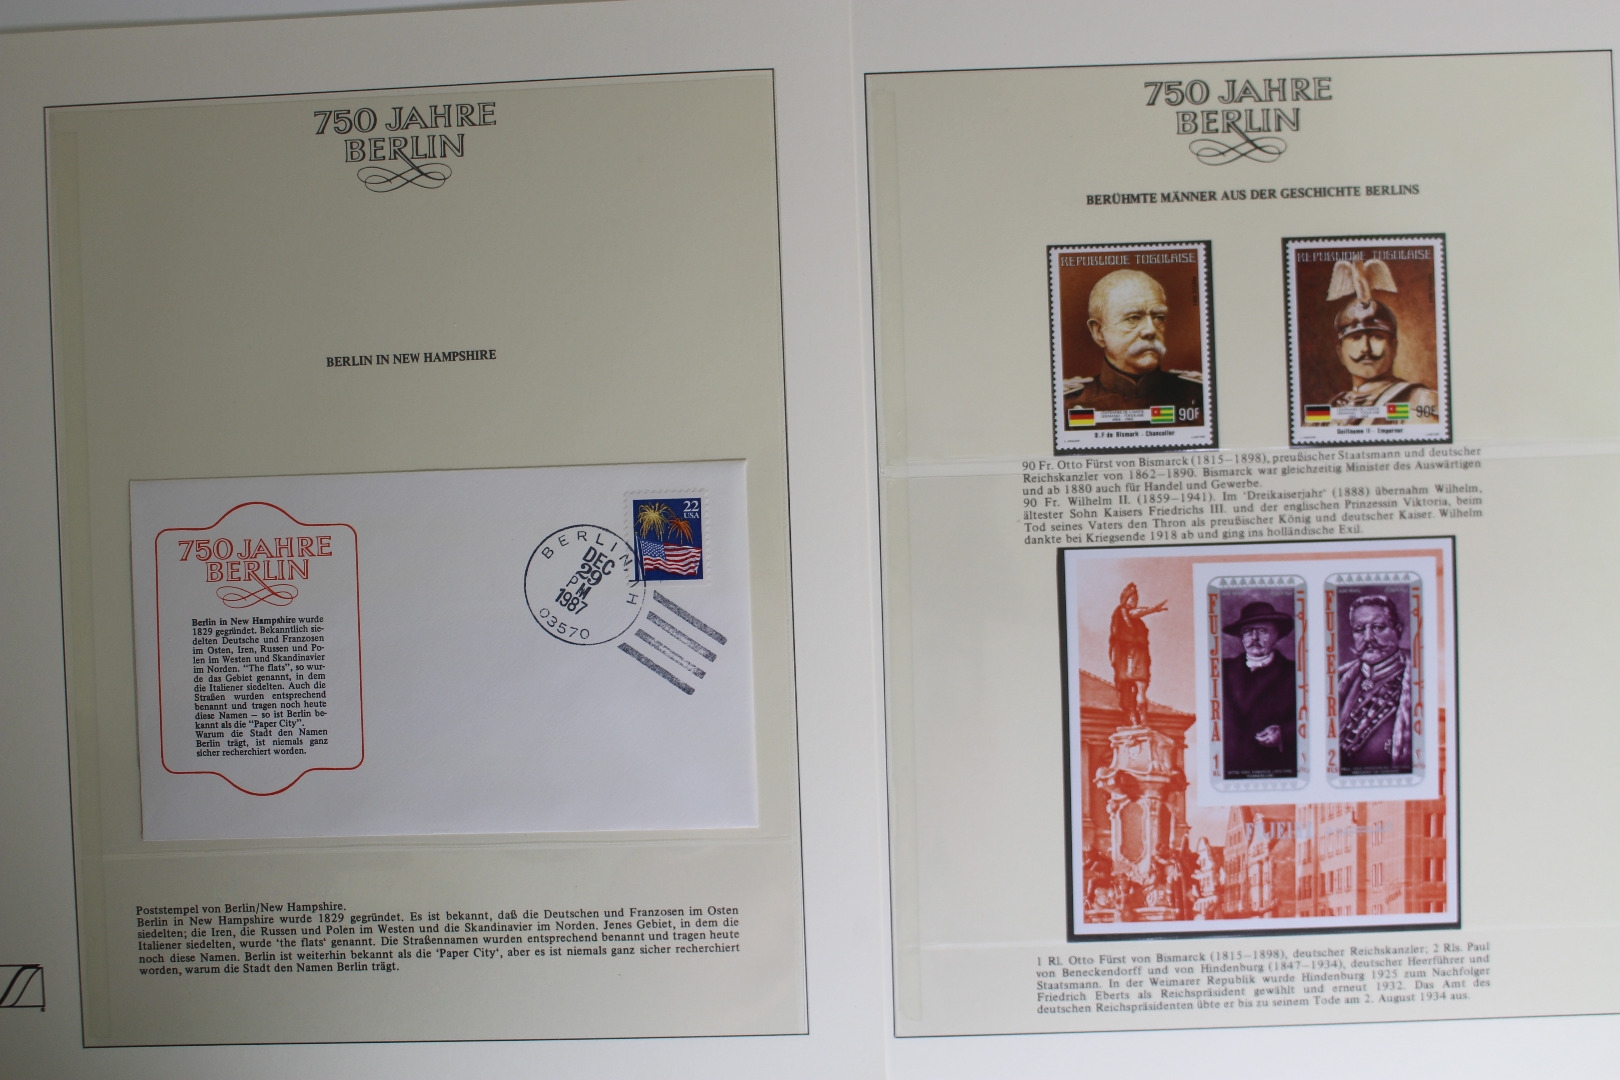 750 JAHRE
BERLIN
BERLIN IN NEW HAMPSHIRE
750 JAHRE
BERLIN
Berlin in New Hampshire wurde
1829 gegründet. Bekanntlich sie-
delten Deutsche und Franzosen
im Osten, Iren, Russen und Po-
len im Westen und Skandinavier
im Norden. "The flats", so wur-
de das Gebiet genannt, in dem
die Italiener siedelten. Auch die
Straßen wurden entsprechend
benannt und tragen noch heute
diese Namen – so ist Berlin be-
kannt als die "Paper City".
Warum die Stadt den Namen
Berlin trägt, ist niemals ganz
sicher recherchiert worden.
BERLIN, NH
DEC
29
PM
1987
03570
22
USA
Poststempel von Berlin/New Hampshire.
Berlin in New Hampshire wurde 1829 gegründet. Es ist bekannt, daß die Deutschen und Franzosen im Osten
siedelten; die Iren, die Russen und Polen im Westen und die Skandinavier im Norden. Jenes Gebiet, in dem die
Italiener siedelten, wurde 'the flats' genannt. Die Straßennamen wurden entsprechend benannt und tragen heute
noch diese Namen. Berlin ist weiterhin bekannt als die 'Paper City', aber es ist niemals ganz sicher recherchiert
worden, warum die Stadt den Namen Berlin trägt.
750 JAHRE
BERLIN
BERÜHMTE MÄNNER AUS DER GESCHICHTE BERLINS
REPUBLIQUE TOGOLAISE
90F
O.F de Bismark - Chancelier
REPUBLIQUE TOGOLAISE
90F
Guillaume II - Empereur
90 Fr. Otto Fürst von Bismarck (1815–1898), preußischer Staatsmann und deutscher
Reichskanzler von 1862–1890. Bismarck war gleichzeitig Minister des Auswärtigen
und ab 1880 auch für Handel und Gewerbe.
90 Fr. Wilhelm II. (1859–1941). Im 'Dreikaiserjahr' (1888) übernahm Wilhelm,
ältester Sohn Kaisers Friedrichs III. und der englischen Prinzessin Viktoria, beim
Tod seines Vaters den Thron als preußischer König und deutscher Kaiser. Wilhelm
dankte bei Kriegsende 1918 ab und ging ins holländische Exil.
FUJEIRA
1
RL
FUJEIRA
2
RLS
FUJEIRA
1 Rl. Otto Fürst von Bismarck (1815–1898), deutscher Reichskanzler; 2 Rls. Paul
von Beneckendorff und von Hindenburg (1847–1934), deutscher Heerführer und
Staatsmann. In der Weimarer Republik wurde Hindenburg 1925 zum Nachfolger
Friedrich Eberts als Reichspräsident gewählt und erneut 1932. Das Amt des
deutschen Reichspräsidenten übte er bis zu seinem Tode am 2. August 1934 aus.